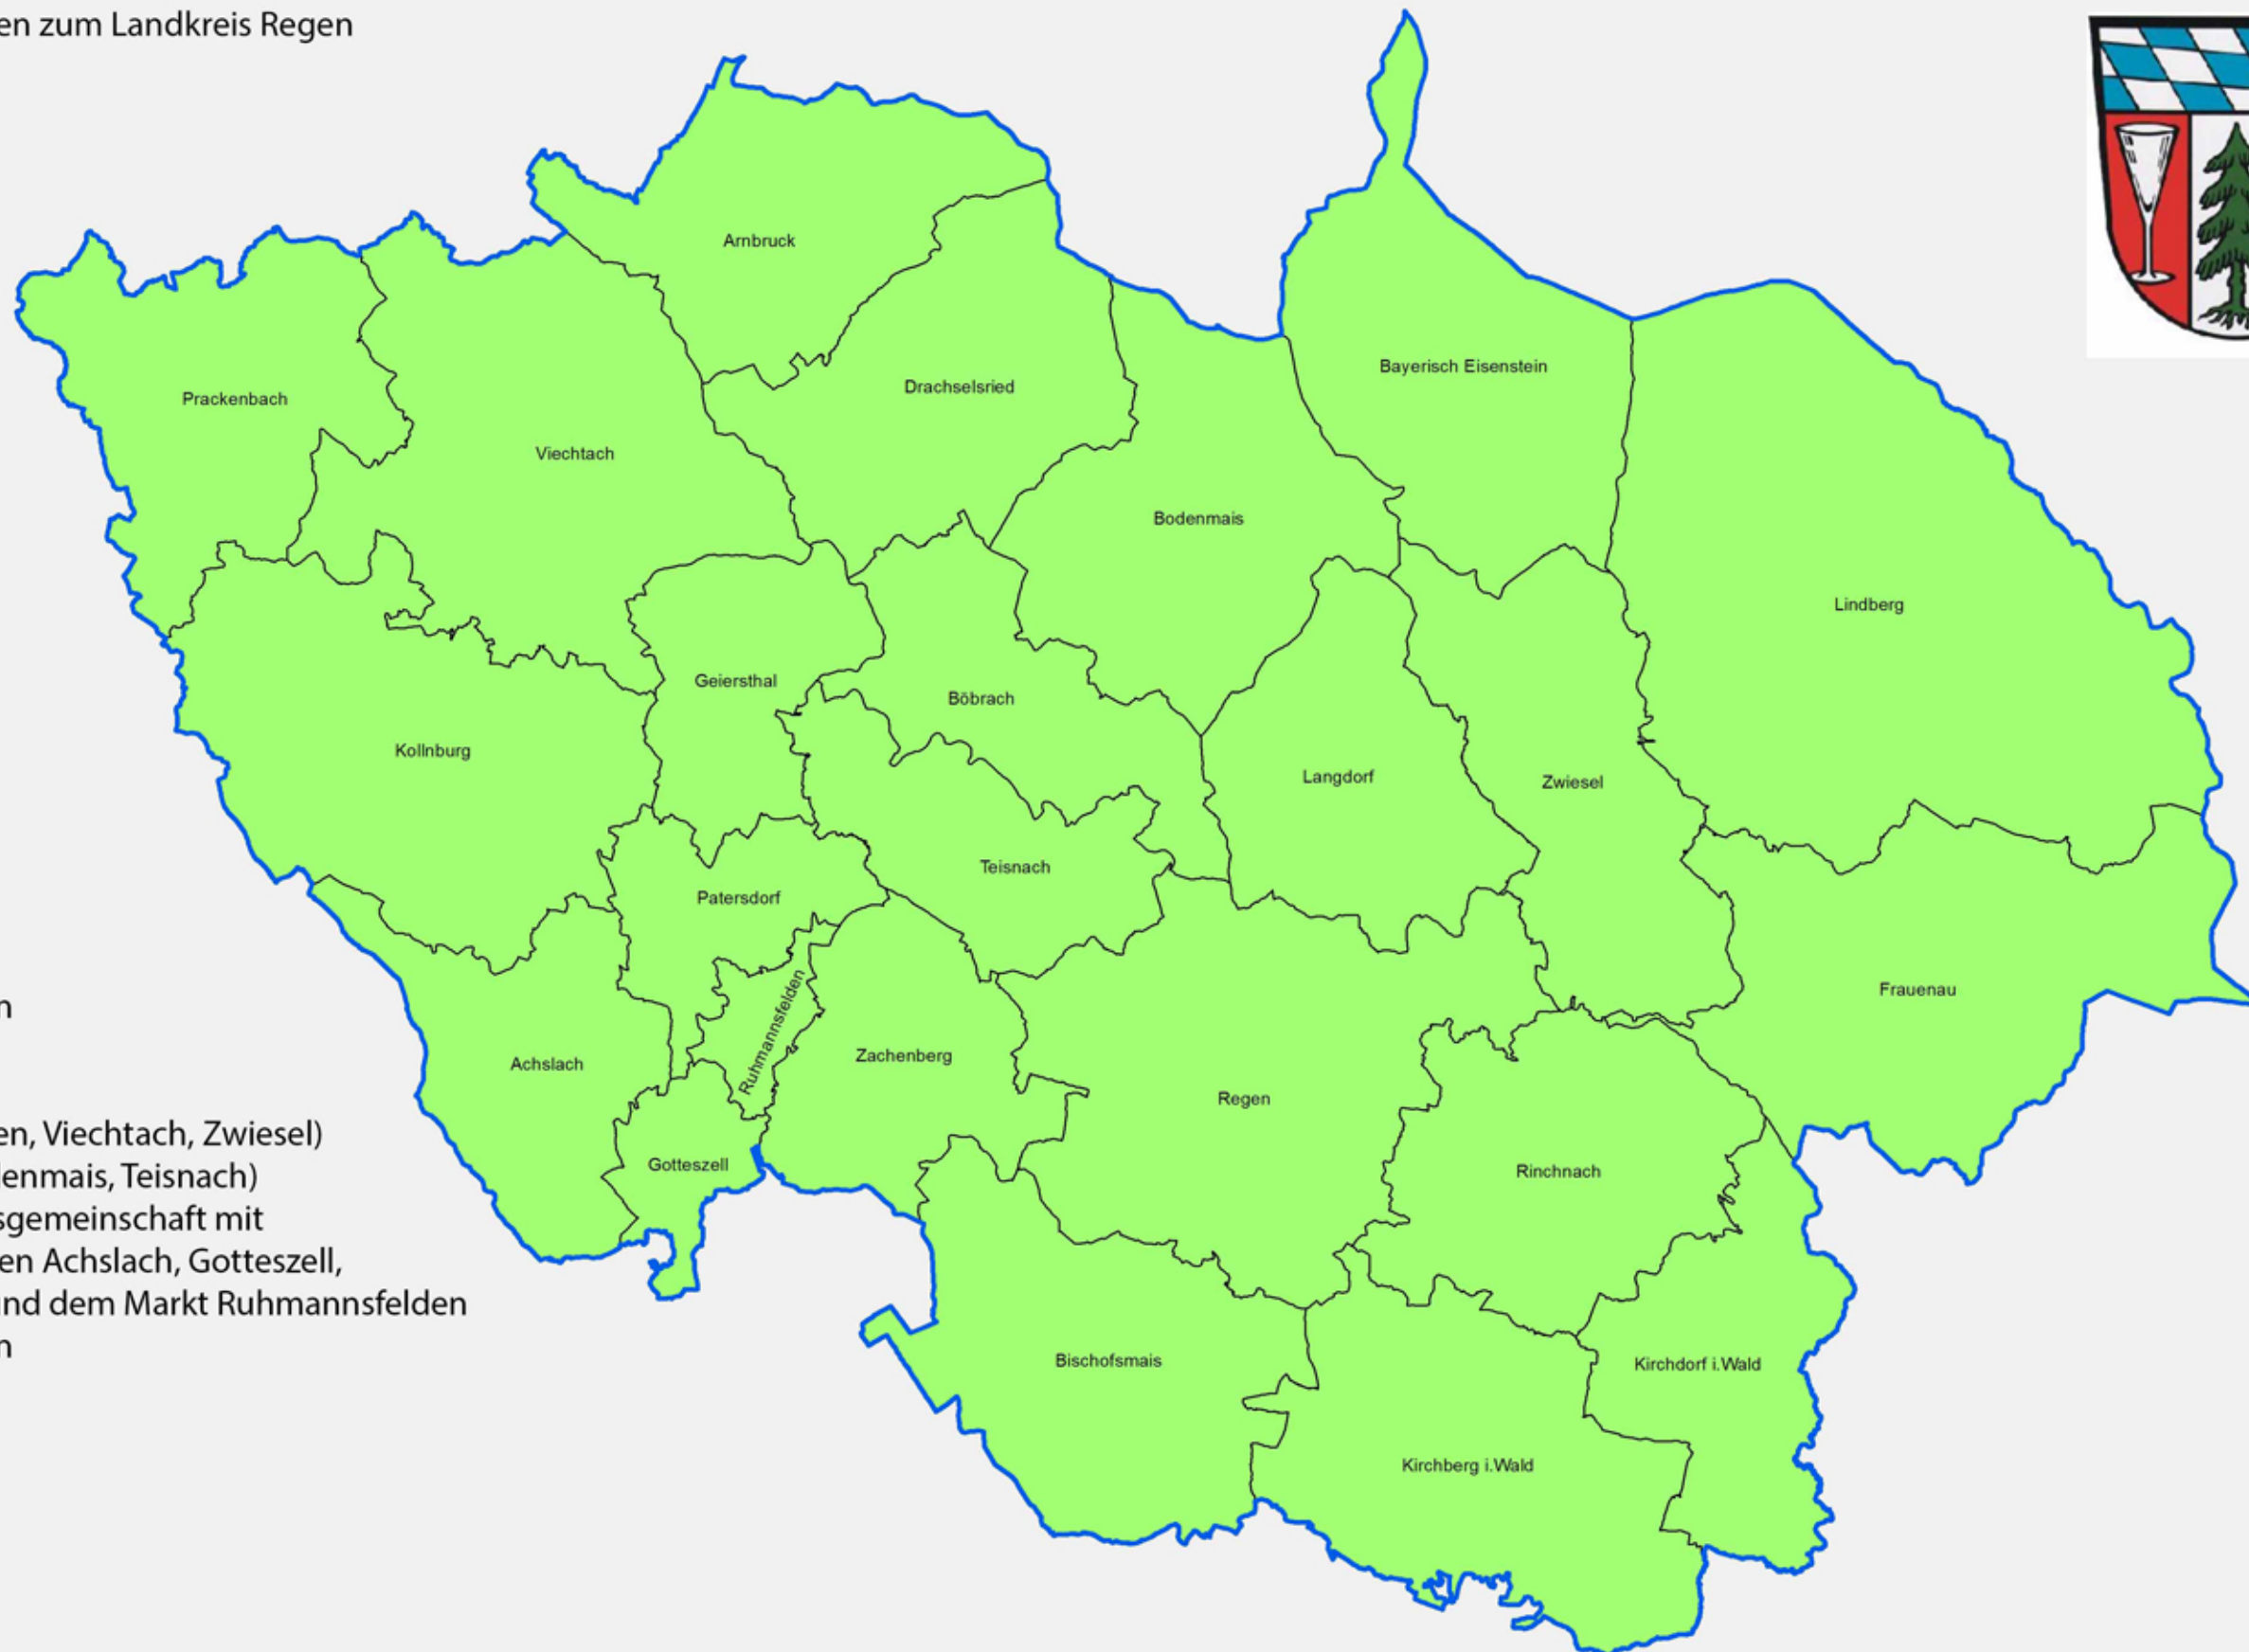 en zum Landkreis Regen
Arnbruck
Bayerisch Eisenstein
Drachselsried
Prackenbach
Viechtach
Bodenmais
Lindberg
Geiersthal
Böbrach
Kollnburg
Langdorf
Zwiesel
Teisnach
Patersdorf
Frauenau
n
Ruhmannsfelden
Zachenberg
Achslach
Regen
en, Viechtach, Zwiesel)
Gotteszell
Rinchnach
lenmais, Teisnach)
sgemeinschaft mit
en Achslach, Gotteszell,
und dem Markt Ruhmannsfelden
n
Bischofsmais
Kirchdorf i.Wald
Kirchberg i.Wald